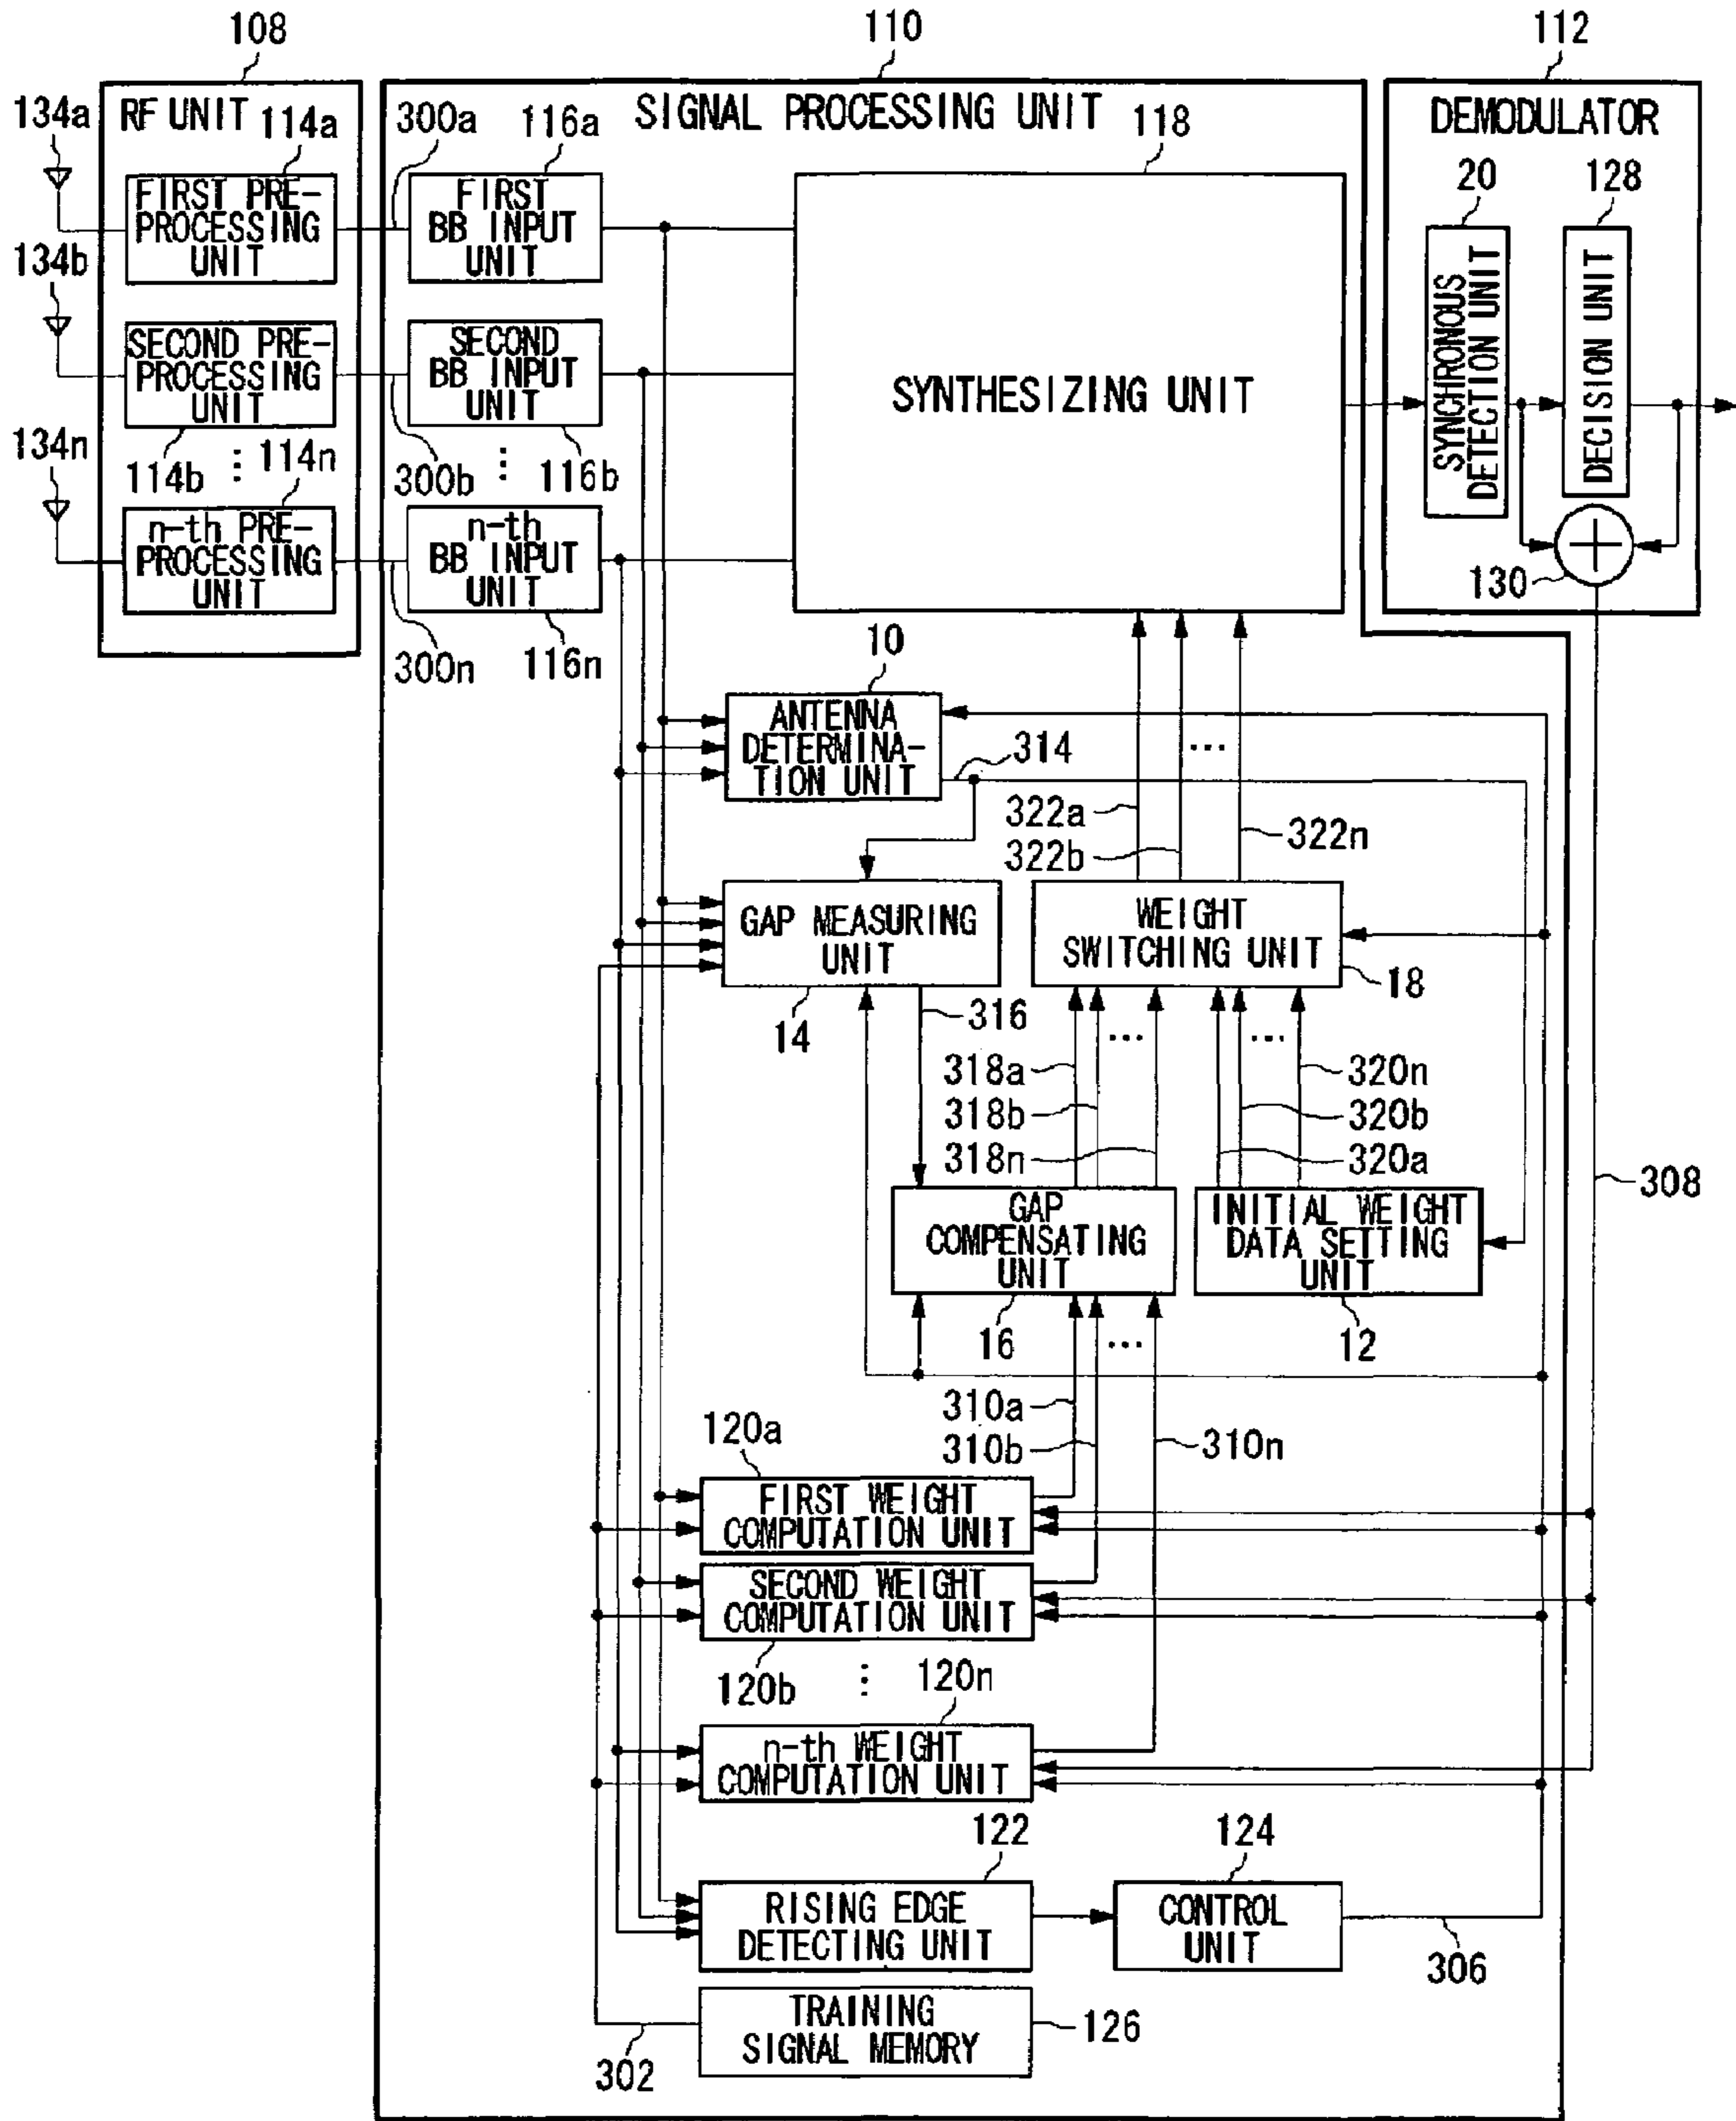 108
110
112
RF UNIT
SIGNAL PROCESSING UNIT
DEMODULATOR
134a
114a
300a
116a
118
20
128
FIRST PRE-
PROCESSING
UNIT
FIRST
BB INPUT
UNIT
134b
SECOND PRE-
PROCESSING
UNIT
SECOND
BB INPUT
UNIT
SYNTHESIZING UNIT
SYNCHRONOUS
DETECTION UNIT
DECISION UNIT
134n
114b
⋮
114n
300b
⋮
116b
n-th PRE-
PROCESSING
UNIT
n-th
BB INPUT
UNIT
130
300n
116n
10
ANTENNA
DETERMINA-
TION UNIT
314
...
322a
322b
322n
GAP MEASURING
UNIT
WEIGHT
SWITCHING UNIT
18
14
316
...
...
318a
318b
318n
320n
320b
320a
308
GAP
COMPENSATING
UNIT
INITIAL WEIGHT
DATA SETTING
UNIT
16
...
12
310a
310b
310n
120a
FIRST WEIGHT
COMPUTATION UNIT
SECOND WEIGHT
COMPUTATION UNIT
120b
⋮
120n
n-th WEIGHT
COMPUTATION UNIT
122
124
RISING EDGE
DETECTING UNIT
CONTROL
UNIT
306
TRAINING
SIGNAL MEMORY
126
302